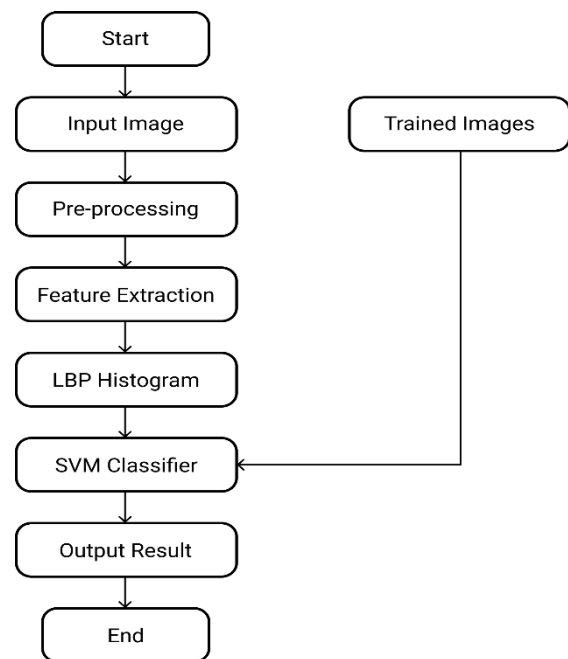 Start
Input Image
Trained Images
Pre-processing
Feature Extraction
LBP Histogram
SVM Classifier
Output Result
End